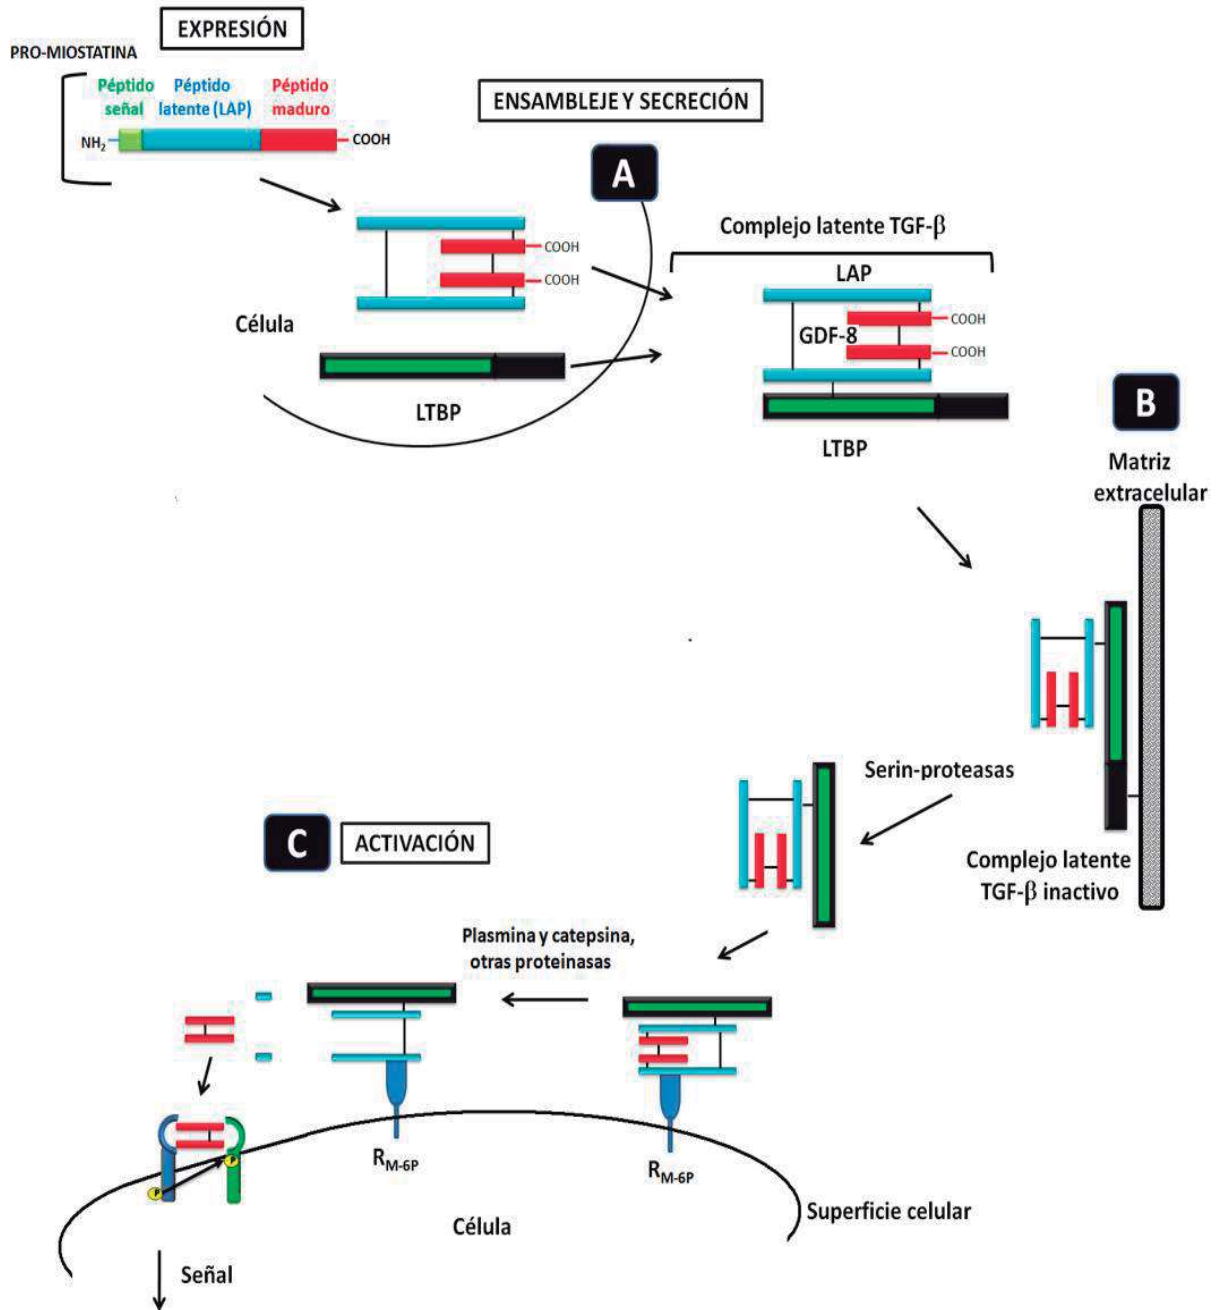 EXPRESIÓN
PRO-MIOSTATINA
Péptido señal
Péptido latente (LAP)
Péptido maduro
NH2
COOH
ENSAMBLEJE Y SECRECIÓN
A
COOH
COOH
Célula
LTBP
Complejo latente TGF-β
LAP
GDF-8
COOH
COOH
LTBP
B
Matriz
extracelular
Serin-proteasas
Complejo latente
TGF-β inactivo
C
ACTIVACIÓN
Plasmina y catepsina,
otras proteinasas
P
P
RM-6P
RM-6P
Célula
Superficie celular
Señal